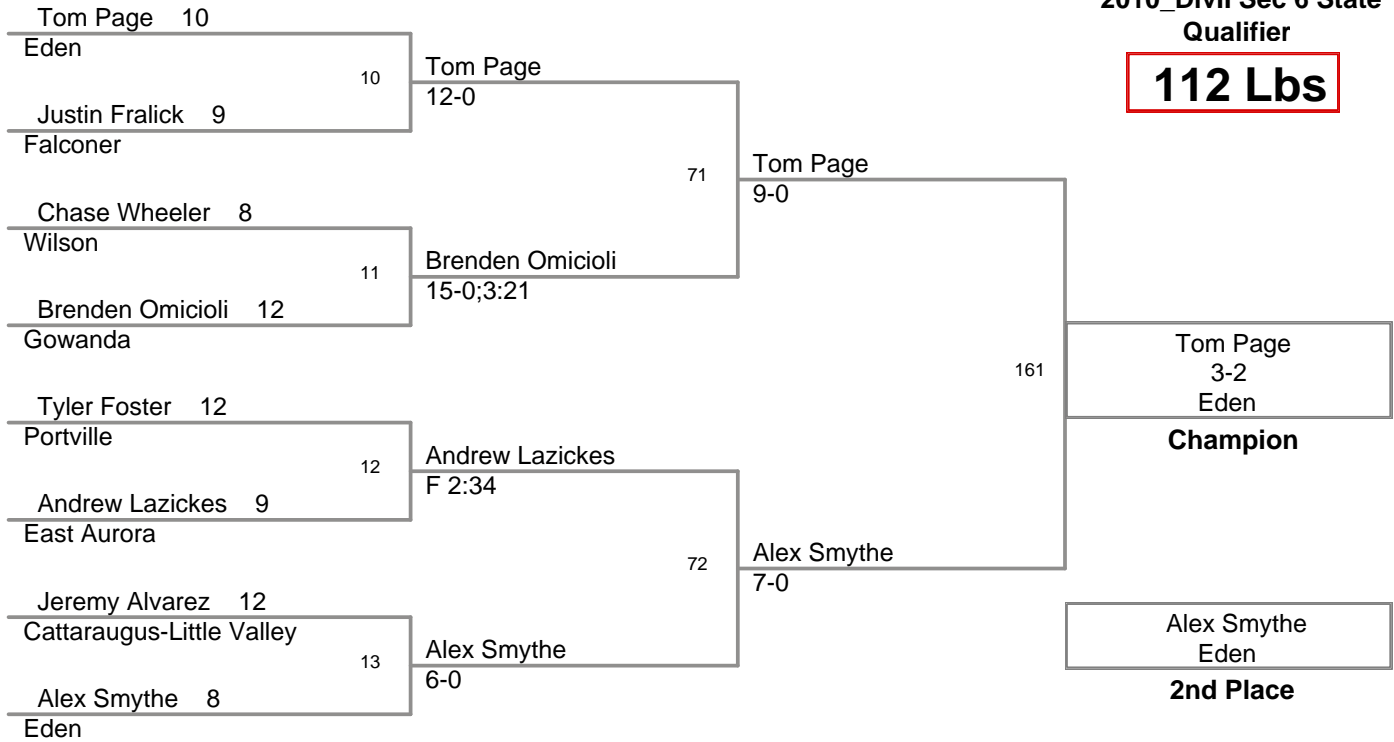 2010_DivII Sec 6 State
Qualifier
112 Lbs
Tom Page 10
Eden
10
Justin Fralick 9
Falconer
Tom Page
12-0
Chase Wheeler 8
Wilson
11
Brenden Omicioli 12
Gowanda
Brenden Omicioli
15-0;3:21
71
Tom Page
9-0
Tyler Foster 12
Portville
12
Andrew Lazickes 9
East Aurora
Andrew Lazickes
F 2:34
Jeremy Alvarez 12
Cattaraugus-Little Valley
13
Alex Smythe 8
Eden
Alex Smythe
6-0
72
Alex Smythe
7-0
161
Tom Page
3-2
Eden
Champion
Alex Smythe
Eden
2nd Place